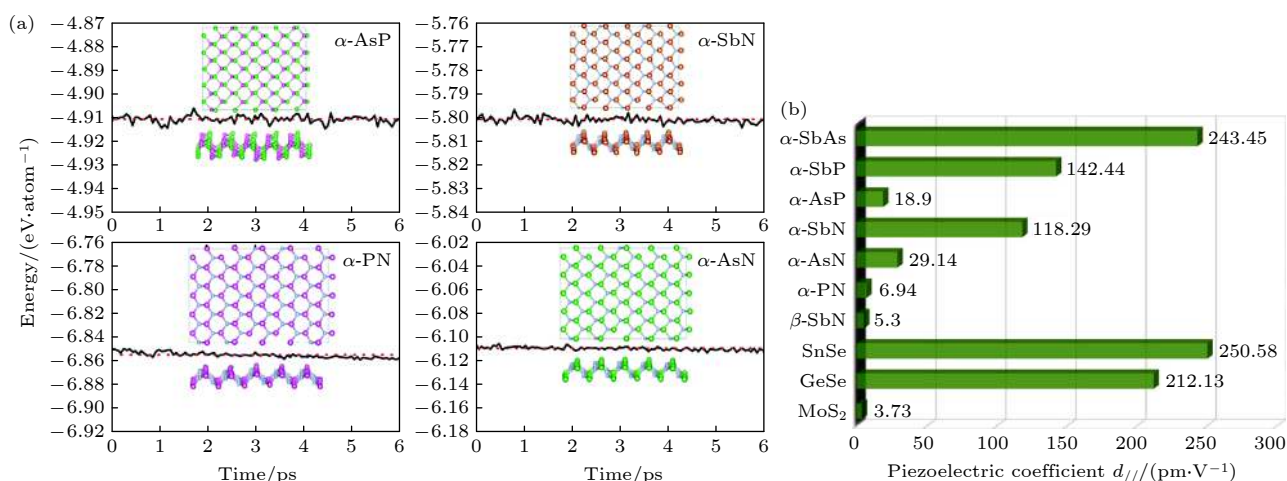 (a)
−4.87
−4.88
−4.89
−4.90
−4.91
−4.92
−4.93
−4.94
−4.95
α-AsP
0 1 2 3 4 5 6
−5.76
−5.77
−5.78
−5.79
−5.80
−5.81
−5.82
−5.83
−5.84
α-SbN
0 1 2 3 4 5 6
Energy/(eV·atom⁻¹)
−6.76
−6.80
−6.82
−6.84
−6.86
−6.88
−6.90
−6.92
α-PN
0 1 2 3 4 5 6
Time/ps
−6.02
−6.04
−6.06
−6.08
−6.10
−6.12
−6.14
−6.16
−6.18
α-AsN
0 1 2 3 4 5 6
Time/ps
(b)
α-SbAs 243.45
α-SbP 142.44
α-AsP 18.9
α-SbN 118.29
α-AsN 29.14
α-PN 6.94
β-SbN 5.3
SnSe 250.58
GeSe 212.13
MoS₂ 3.73
0 50 100 150 200 250 300
Piezoelectric coefficient d⁄⁄/(pm·V⁻¹)